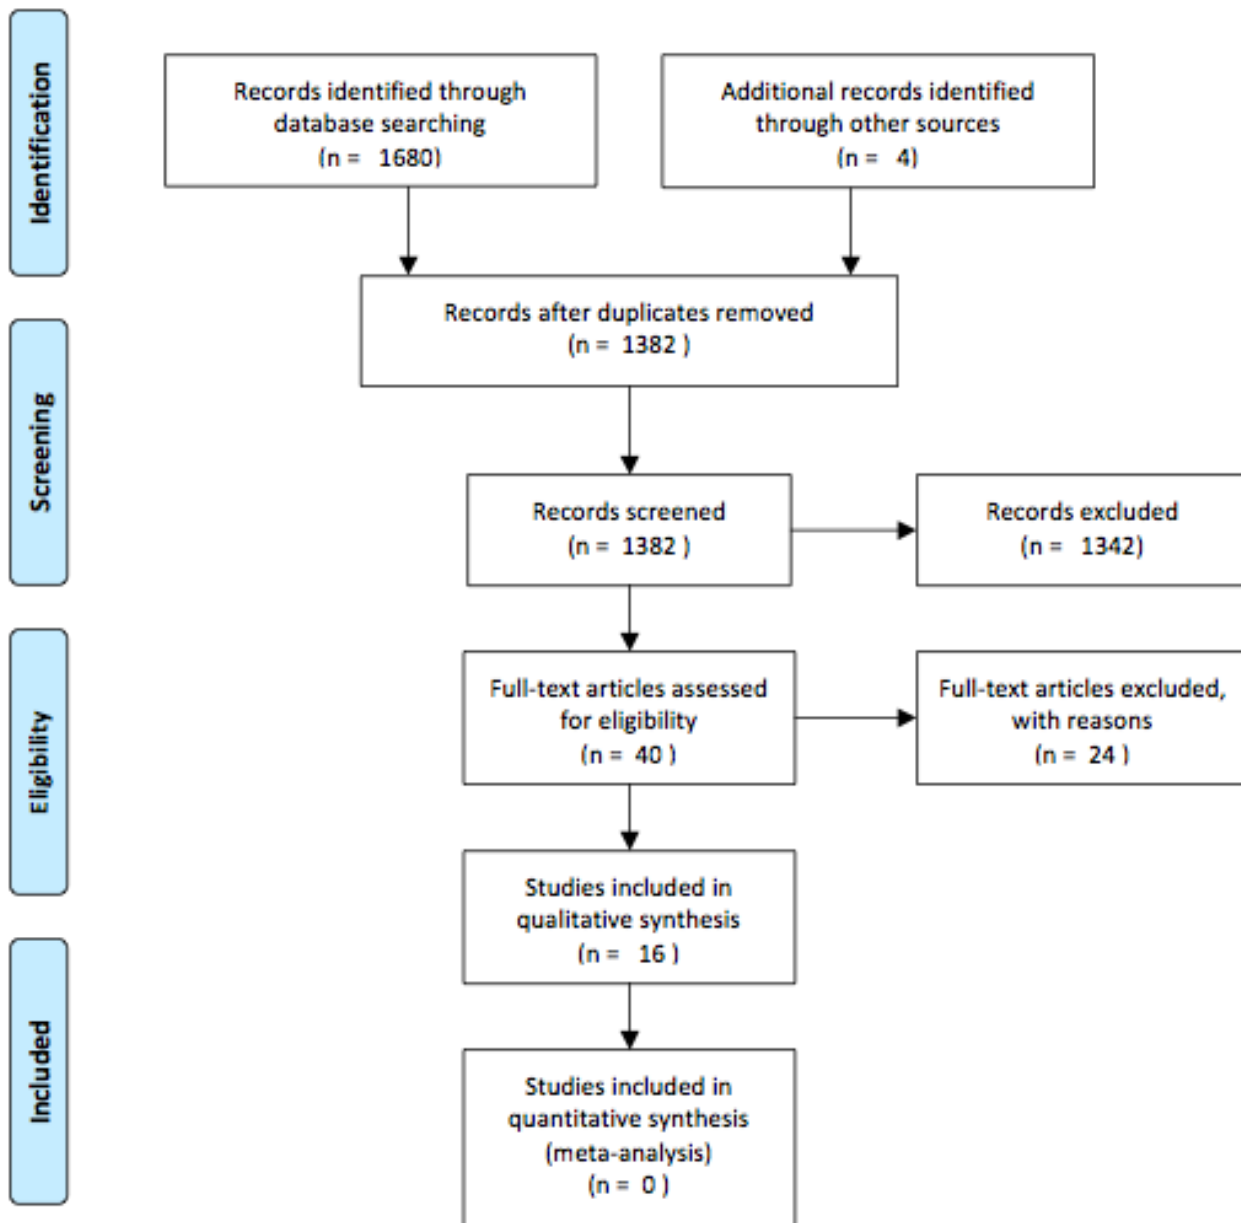 Identification
Records identified through
database searching
(n = 1680)
Additional records identified
through other sources
(n = 4)
Records after duplicates removed
(n = 1382 )
Screening
Records screened
(n = 1382 )
Records excluded
(n = 1342)
Eligibility
Full-text articles assessed
for eligibility
(n = 40 )
Full-text articles excluded,
with reasons
(n = 24 )
Studies included in
qualitative synthesis
(n = 16 )
Included
Studies included in
quantitative synthesis
(meta-analysis)
(n = 0 )